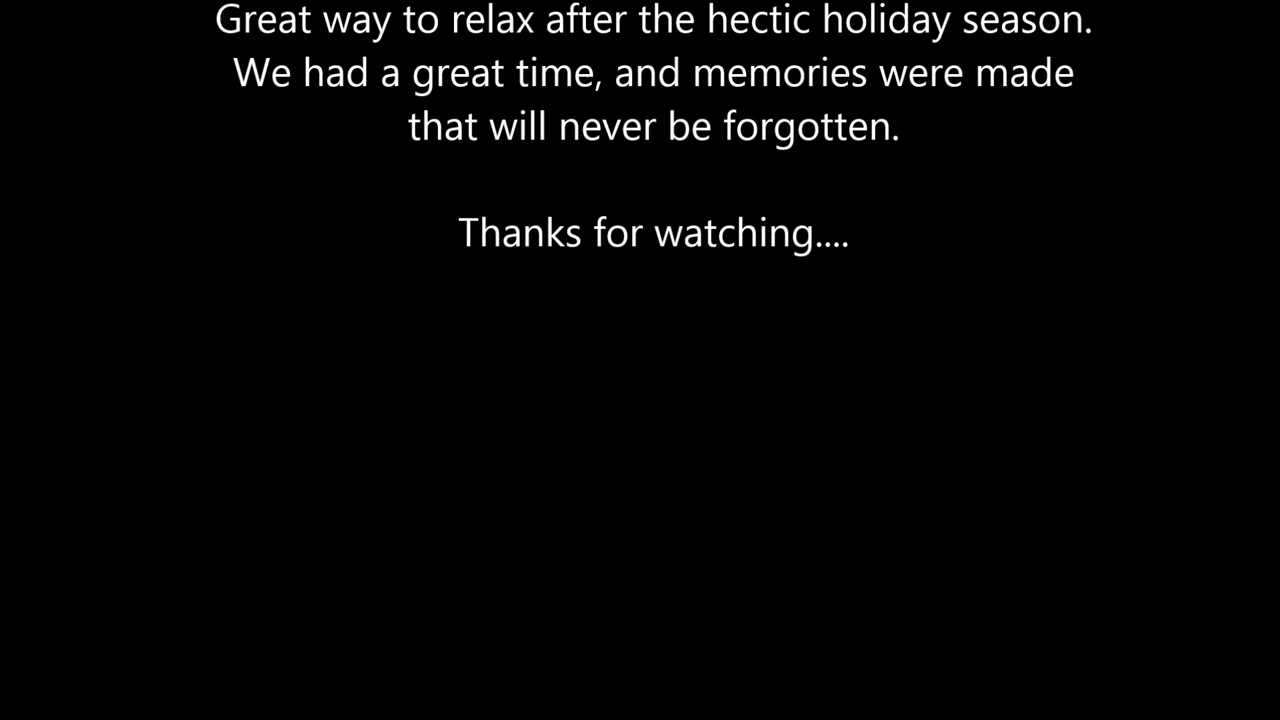 Great way to relax after the hectic holiday season.
We had a great time, and memories were made
that will never be forgotten.
Thanks for watching....